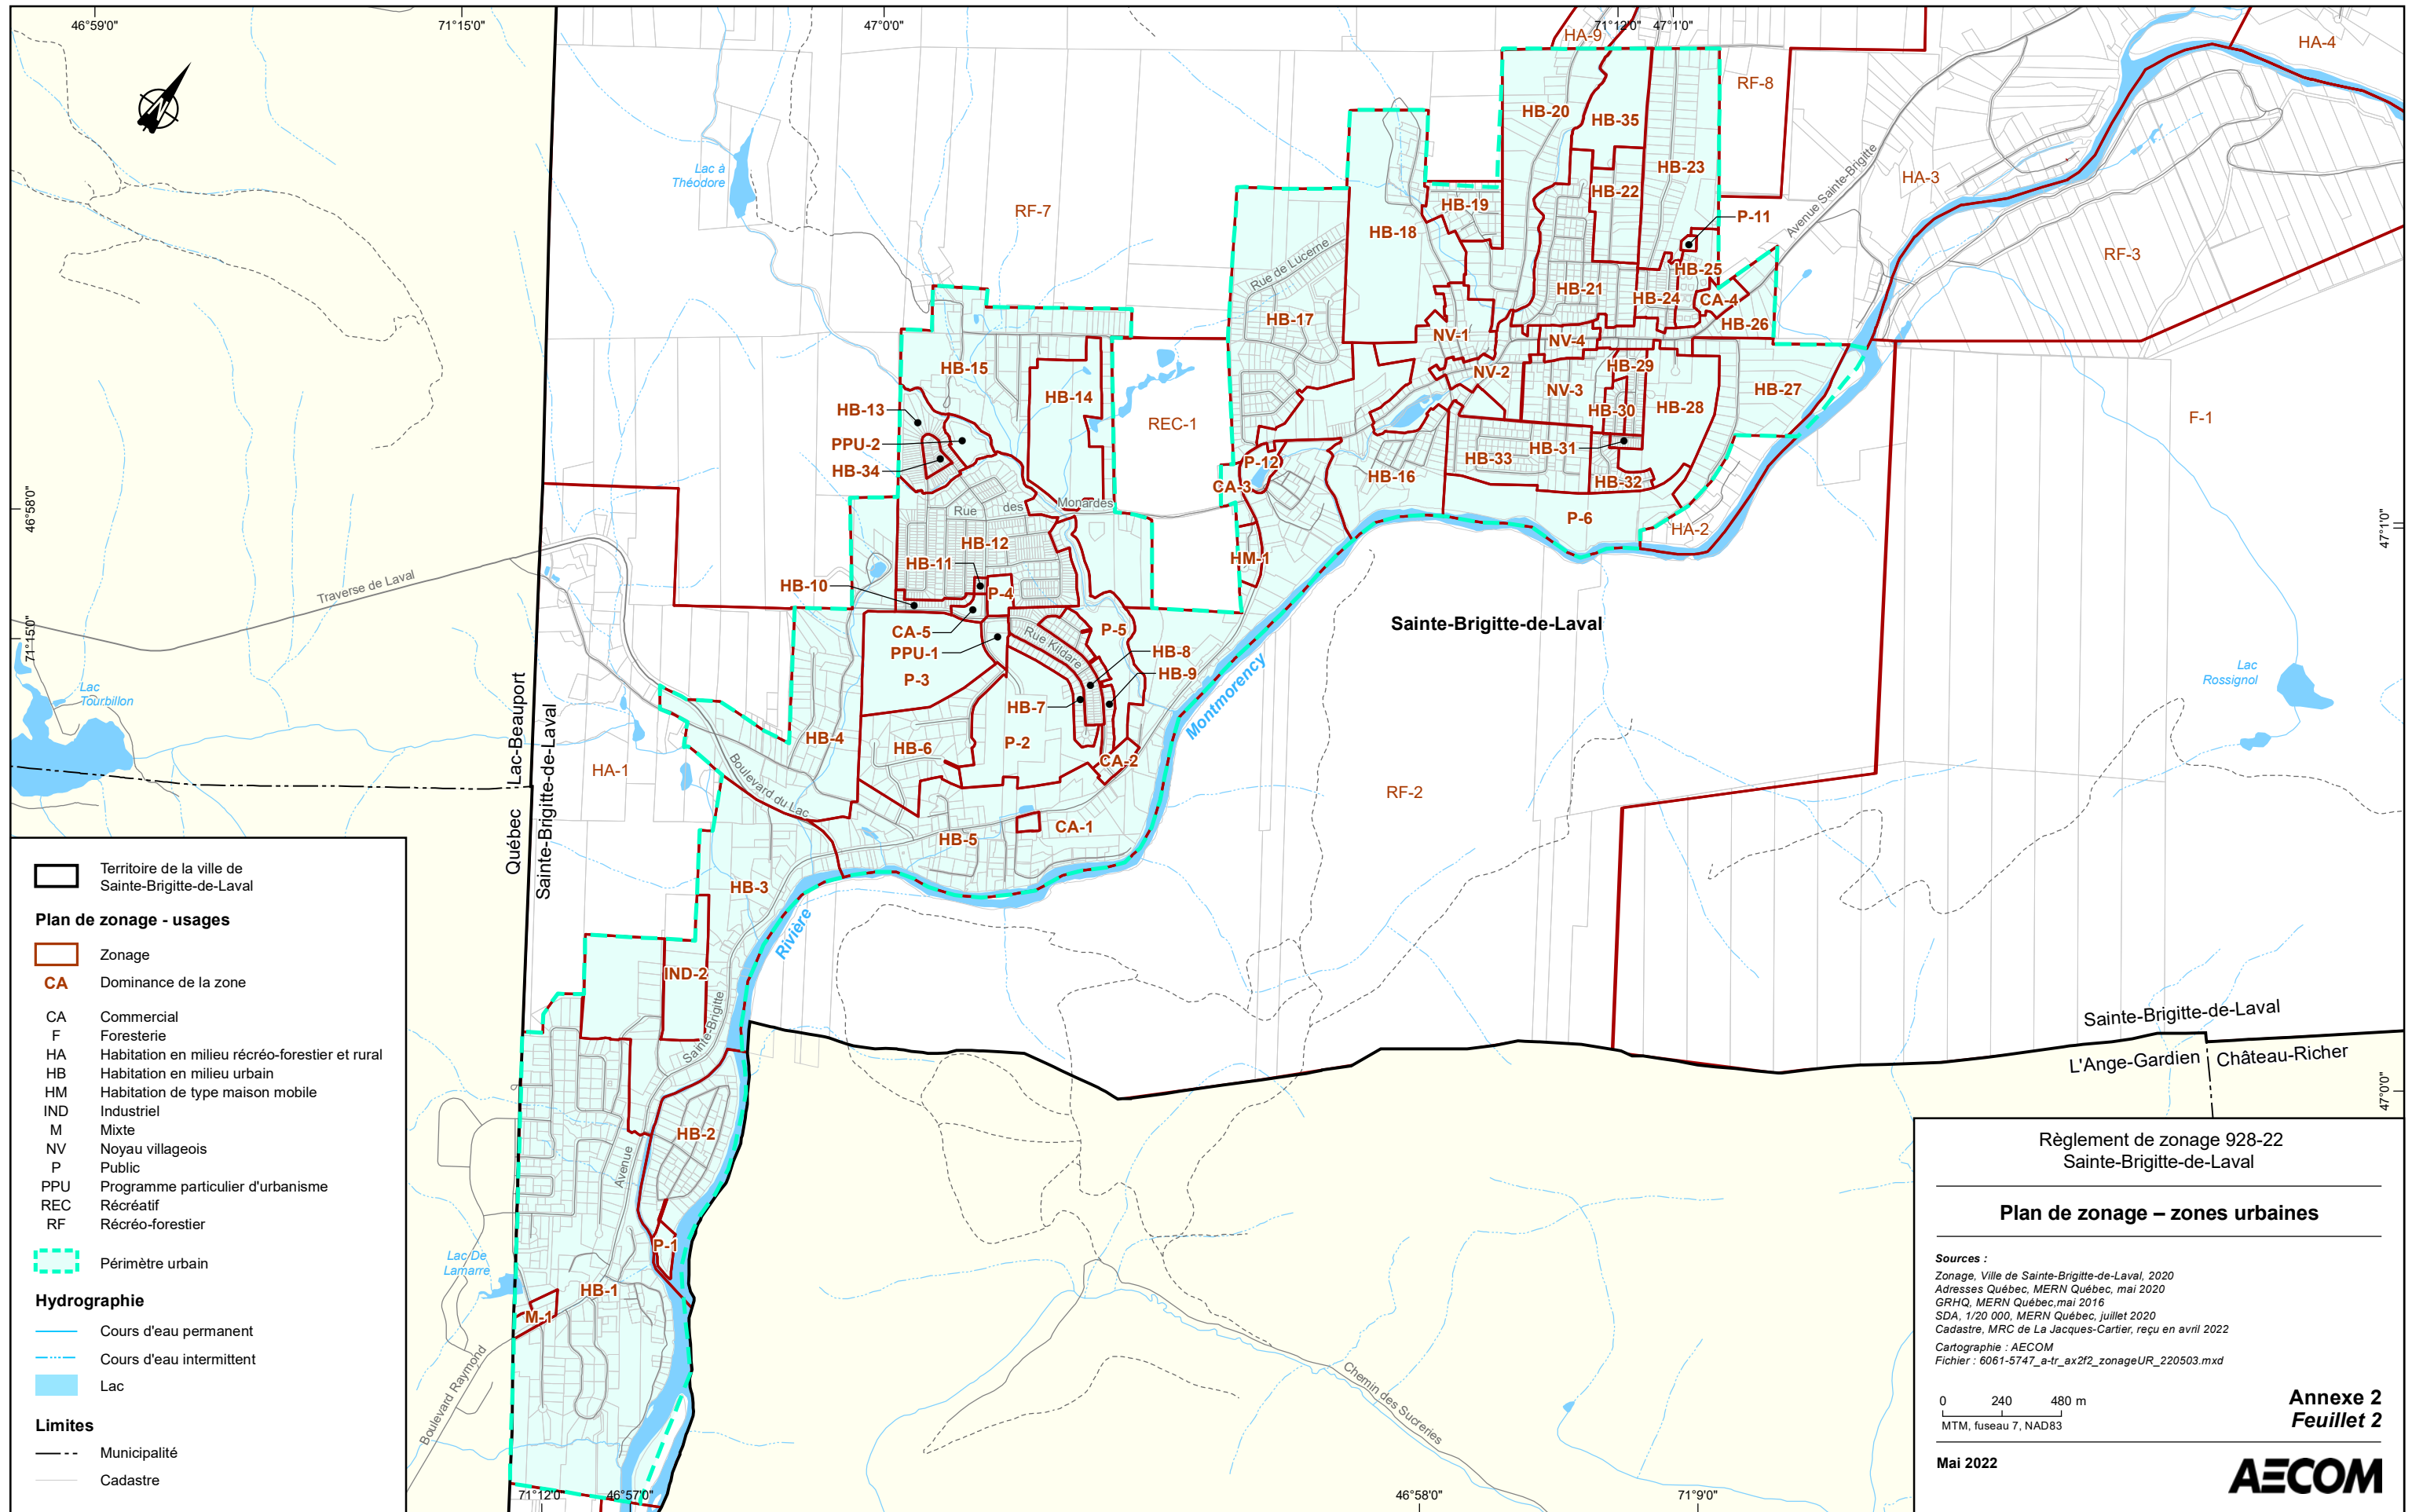 46°59'0"
71°15'0"
47°0'0"
71°12'0"
47°1'0"
HA-9
HA-4
RF-8
HB-20
HB-35
HB-23
Lac à
Théodore
HB-22
HA-3
Avenue Sainte-Brigitte
RF-7
HB-19
P-11
HB-18
RF-3
Rue de Lucerne
HB-25
HB-21
HB-24
CA-4
HB-17
HB-26
NV-1
NV-4
HB-15
NV-2
HB-29
HB-14
NV-3
HB-27
HB-13
HB-30
HB-28
REC-1
F-1
PPU-2
HB-31
HB-34
P-12
HB-33
HB-16
HB-32
CA-3
Rue des Monardes
P-6
HA-2
46°58'0"
47°1'0"
HB-12
HM-1
HB-11
HB-10
P-4
Traverse de Laval
CA-5
P-5
Sainte-Brigitte-de-Laval
71°15'0"
Rue Kildare
PPU-1
HB-8
P-3
HB-9
Lac
Rossignol
Lac
Tourbillon
HB-7
Montmorency
HB-4
HB-6
P-2
CA-2
Lac-Beauport
Sainte-Brigitte-de-Laval
Québec
HA-1
Boulevard du Lac
RF-2
CA-1
HB-5
HB-3
Rivière
IND-2
Sainte-Brigitte
Avenue
HB-2
P-1
Lac De
Lamarre
HB-1
M-1
Boulevard Raymond
Chemin des Sucreries
Sainte-Brigitte-de-Laval
L'Ange-Gardien
Château-Richer
47°0'0"
71°12'0"
46°57'0"
46°58'0"
71°9'0"
Territoire de la ville de
Sainte-Brigitte-de-Laval
Plan de zonage - usages
Zonage
CA Dominance de la zone
CA Commercial
F Foresterie
HA Habitation en milieu récréo-forestier et rural
HB Habitation en milieu urbain
HM Habitation de type maison mobile
IND Industriel
M Mixte
NV Noyau villageois
P Public
PPU Programme particulier d'urbanisme
REC Récréatif
RF Récréo-forestier
Périmètre urbain
Hydrographie
Cours d'eau permanent
Cours d'eau intermittent
Lac
Limites
Municipalité
Cadastre
Règlement de zonage 928-22
Sainte-Brigitte-de-Laval
Plan de zonage – zones urbaines
Sources :
Zonage, Ville de Sainte-Brigitte-de-Laval, 2020
Adresses Québec, MERN Québec, mai 2020
GRHQ, MERN Québec,mai 2016
SDA, 1/20 000, MERN Québec, juillet 2020
Cadastre, MRC de La Jacques-Cartier, reçu en avril 2022
Cartographie : AECOM
Fichier : 6061-5747_a-tr_ax2f2_zonageUR_220503.mxd
0 240 480 m
MTM, fuseau 7, NAD83
Annexe 2
Feuillet 2
Mai 2022
AECOM